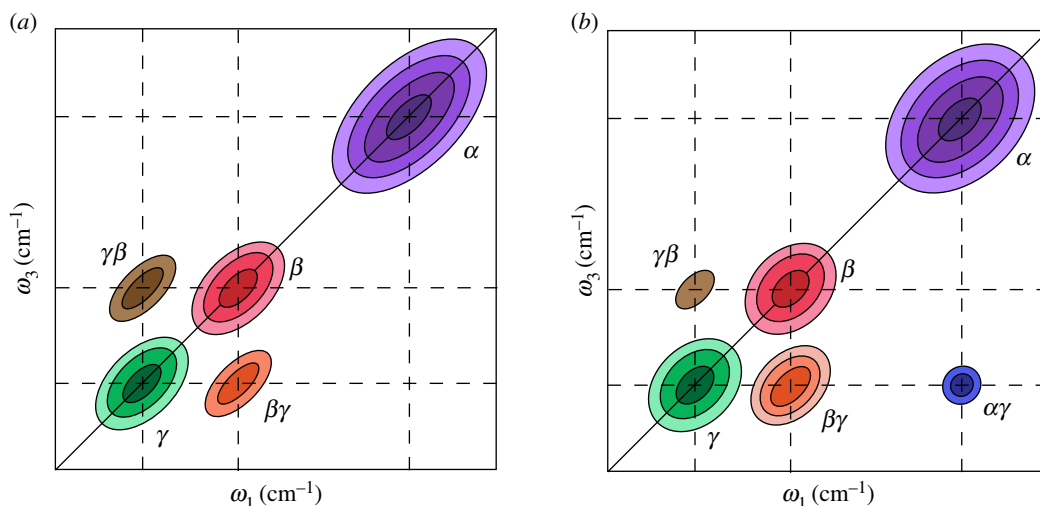 (a)
α
γβ
β
βγ
γ
ω3 (cm–1)
ω1 (cm–1)
(b)
α
γβ
β
βγ
αγ
γ
ω3 (cm–1)
ω1 (cm–1)